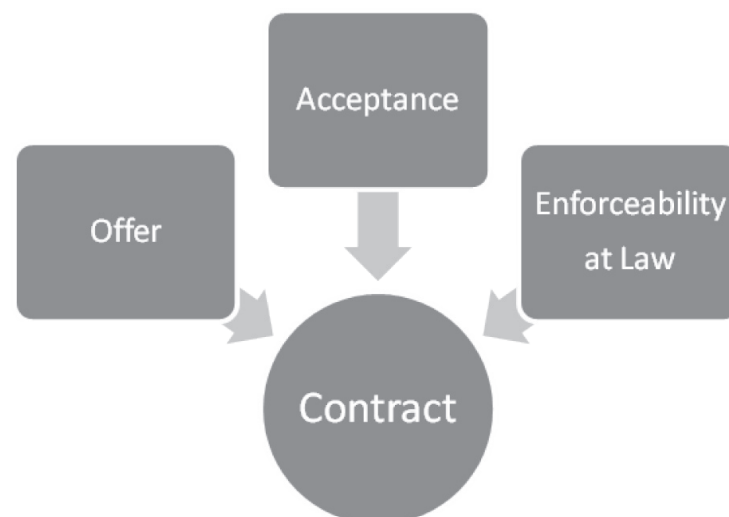 Acceptance
Offer
Enforceability
at Law
Contract